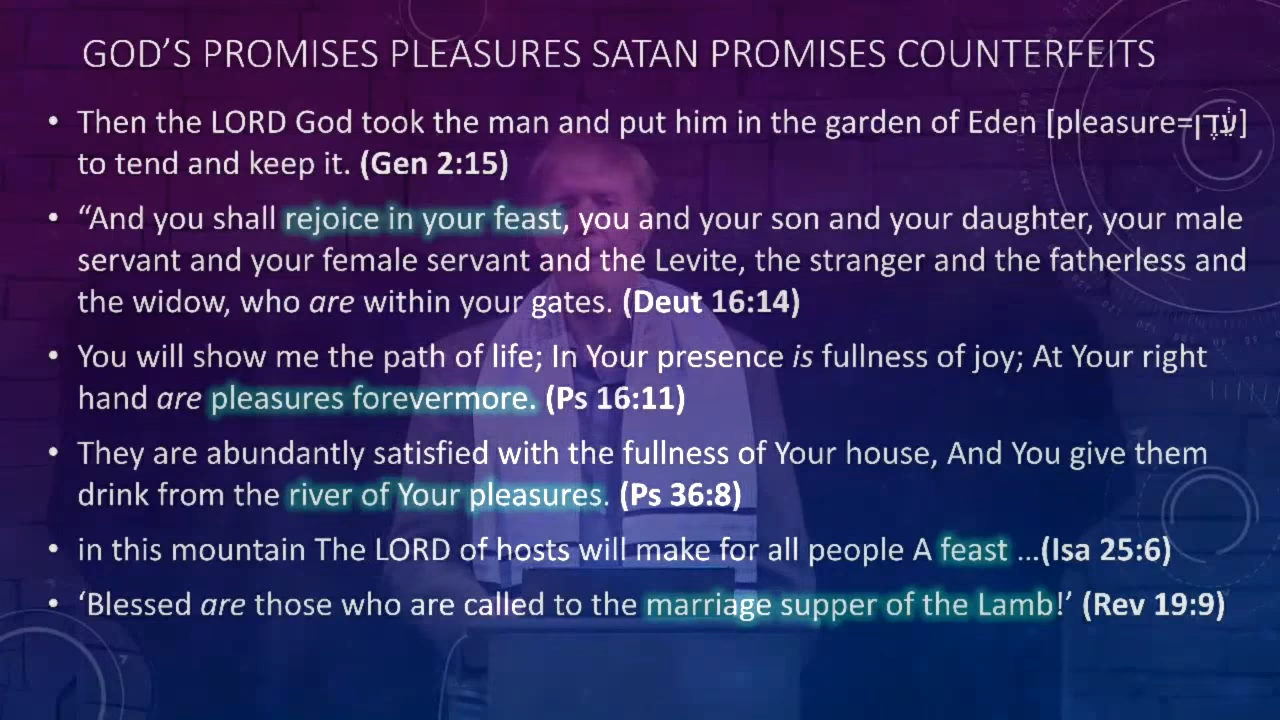 GOD'S PROMISES PLEASURES SATAN PROMISES COUNTERFEITS
• Then the LORD God took the man and put him in the garden of Eden [pleasure=עֵ֔דֶן]
to tend and keep it. (Gen 2:15)
• “And you shall rejoice in your feast, you and your son and your daughter, your male
servant and your female servant and the Levite, the stranger and the fatherless and
the widow, who are within your gates. (Deut 16:14)
• You will show me the path of life; In Your presence is fullness of joy; At Your right
hand are pleasures forevermore. (Ps 16:11)
• They are abundantly satisfied with the fullness of Your house, And You give them
drink from the river of Your pleasures. (Ps 36:8)
• in this mountain The LORD of hosts will make for all people A feast ...(Isa 25:6)
• ‘Blessed are those who are called to the marriage supper of the Lamb!’ (Rev 19:9)